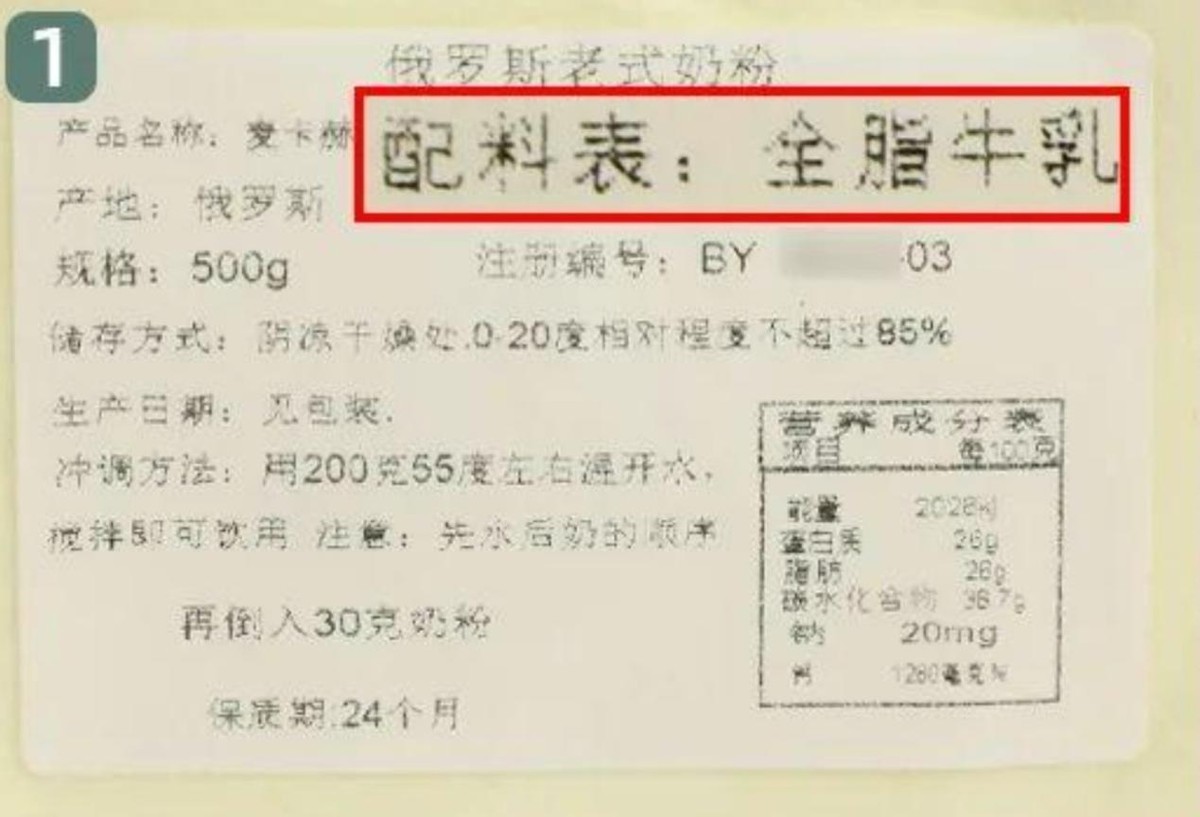 1
俄罗斯老式奶粉
产品名称：麦卡赫
配料表：全脂牛乳
产地：俄罗斯
规格：500g
注册编号：BY
-03
储存方式：阴凉干燥处.0-20度相对程度不超过85%
生产日期：见包装.
冲调方法：用200克55度左右温开水，
搅拌即可饮用 注意：先水后奶的顺序
再倒入30克奶粉
保质期:24个月
营养成分表
项目 每100克
能量 2026kj
蛋白质 26g
脂肪 26g
碳水化合物 38.7g
钠 20mg
钙 1280毫克